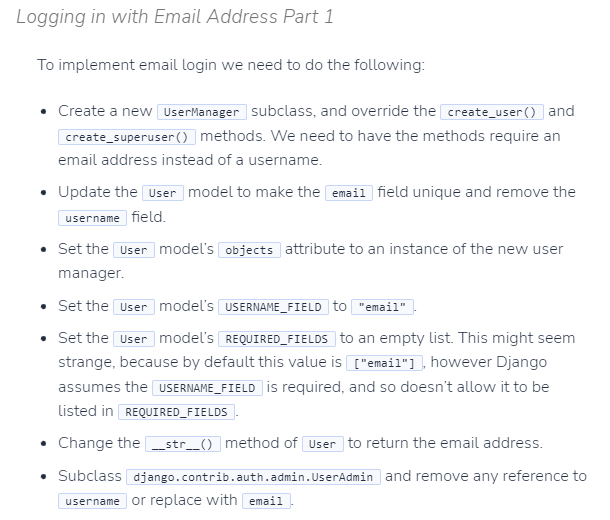 Logging in with Email Address Part 1
To implement email login we need to do the following:
• Create a new UserManager subclass, and override the create_user() and
create_superuser() methods. We need to have the methods require an
email address instead of a username.
• Update the User model to make the email field unique and remove the
username field.
• Set the User model’s objects attribute to an instance of the new user
manager.
• Set the User model’s USERNAME_FIELD to "email".
• Set the User model’s REQUIRED_FIELDS to an empty list. This might seem
strange, because by default this value is ["email"], however Django
assumes the USERNAME_FIELD is required, and so doesn’t allow it to be
listed in REQUIRED_FIELDS.
• Change the __str__() method of User to return the email address.
• Subclass django.contrib.auth.admin.UserAdmin and remove any reference to
username or replace with email.